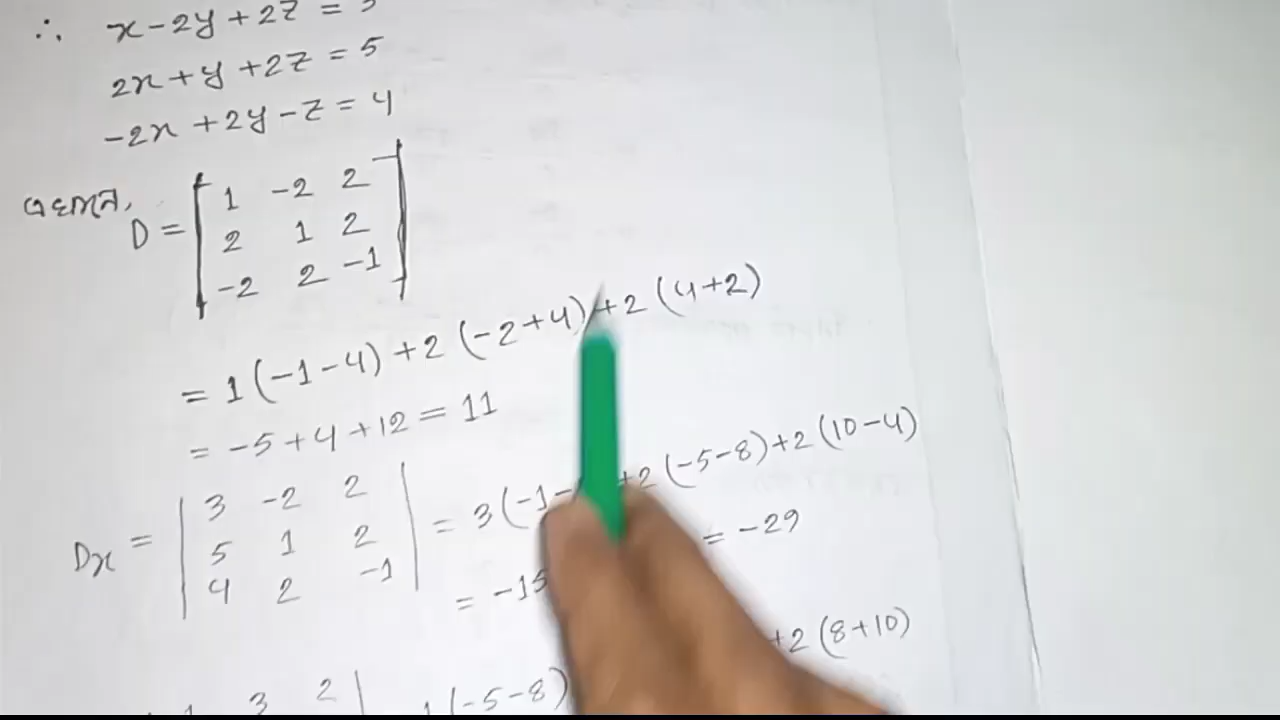 ∴ x - 2y + 2z = 3
2x + y + 2z = 5
-2x + 2y - z = 4
এখানে, D = 
1 -2 2
2 1 2
-2 2 -1
= 1(-1-4) + 2(-2+4) + 2(4+2)
= -5 + 4 + 12 = 11
Dx = 
3 -2 2
5 1 2
4 2 -1
= 3(-1- +2(-5-8) + 2(10-4)
= -15 = -29
+2(8+10)
1 3 2
1(-5-8)